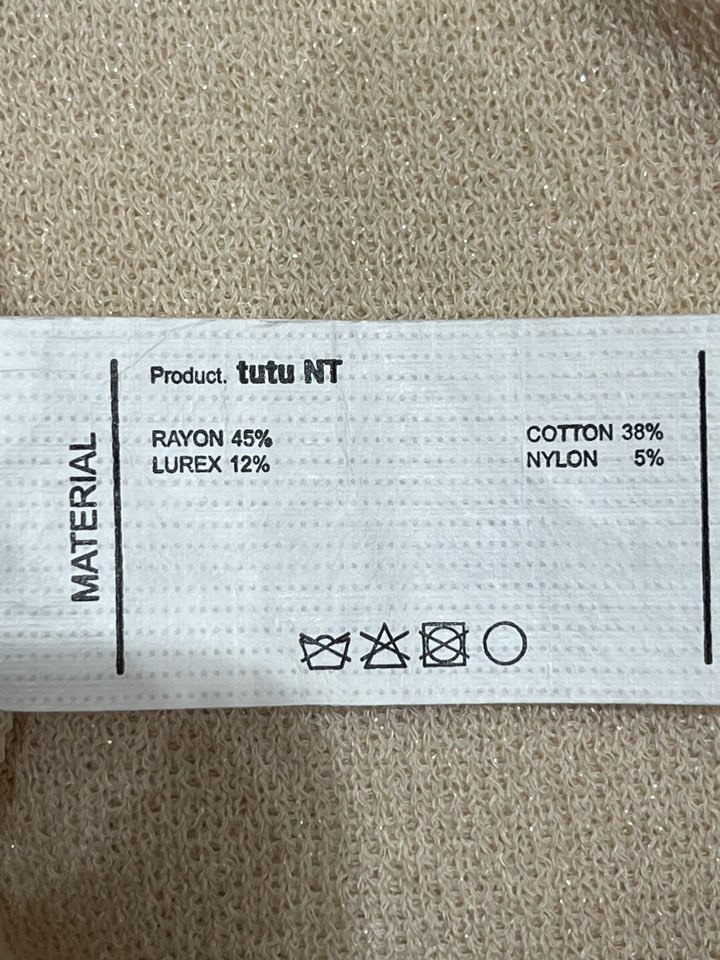 MATERIAL
Product. tutu NT
RAYON 45% COTTON 38%
LUREX 12% NYLON 5%